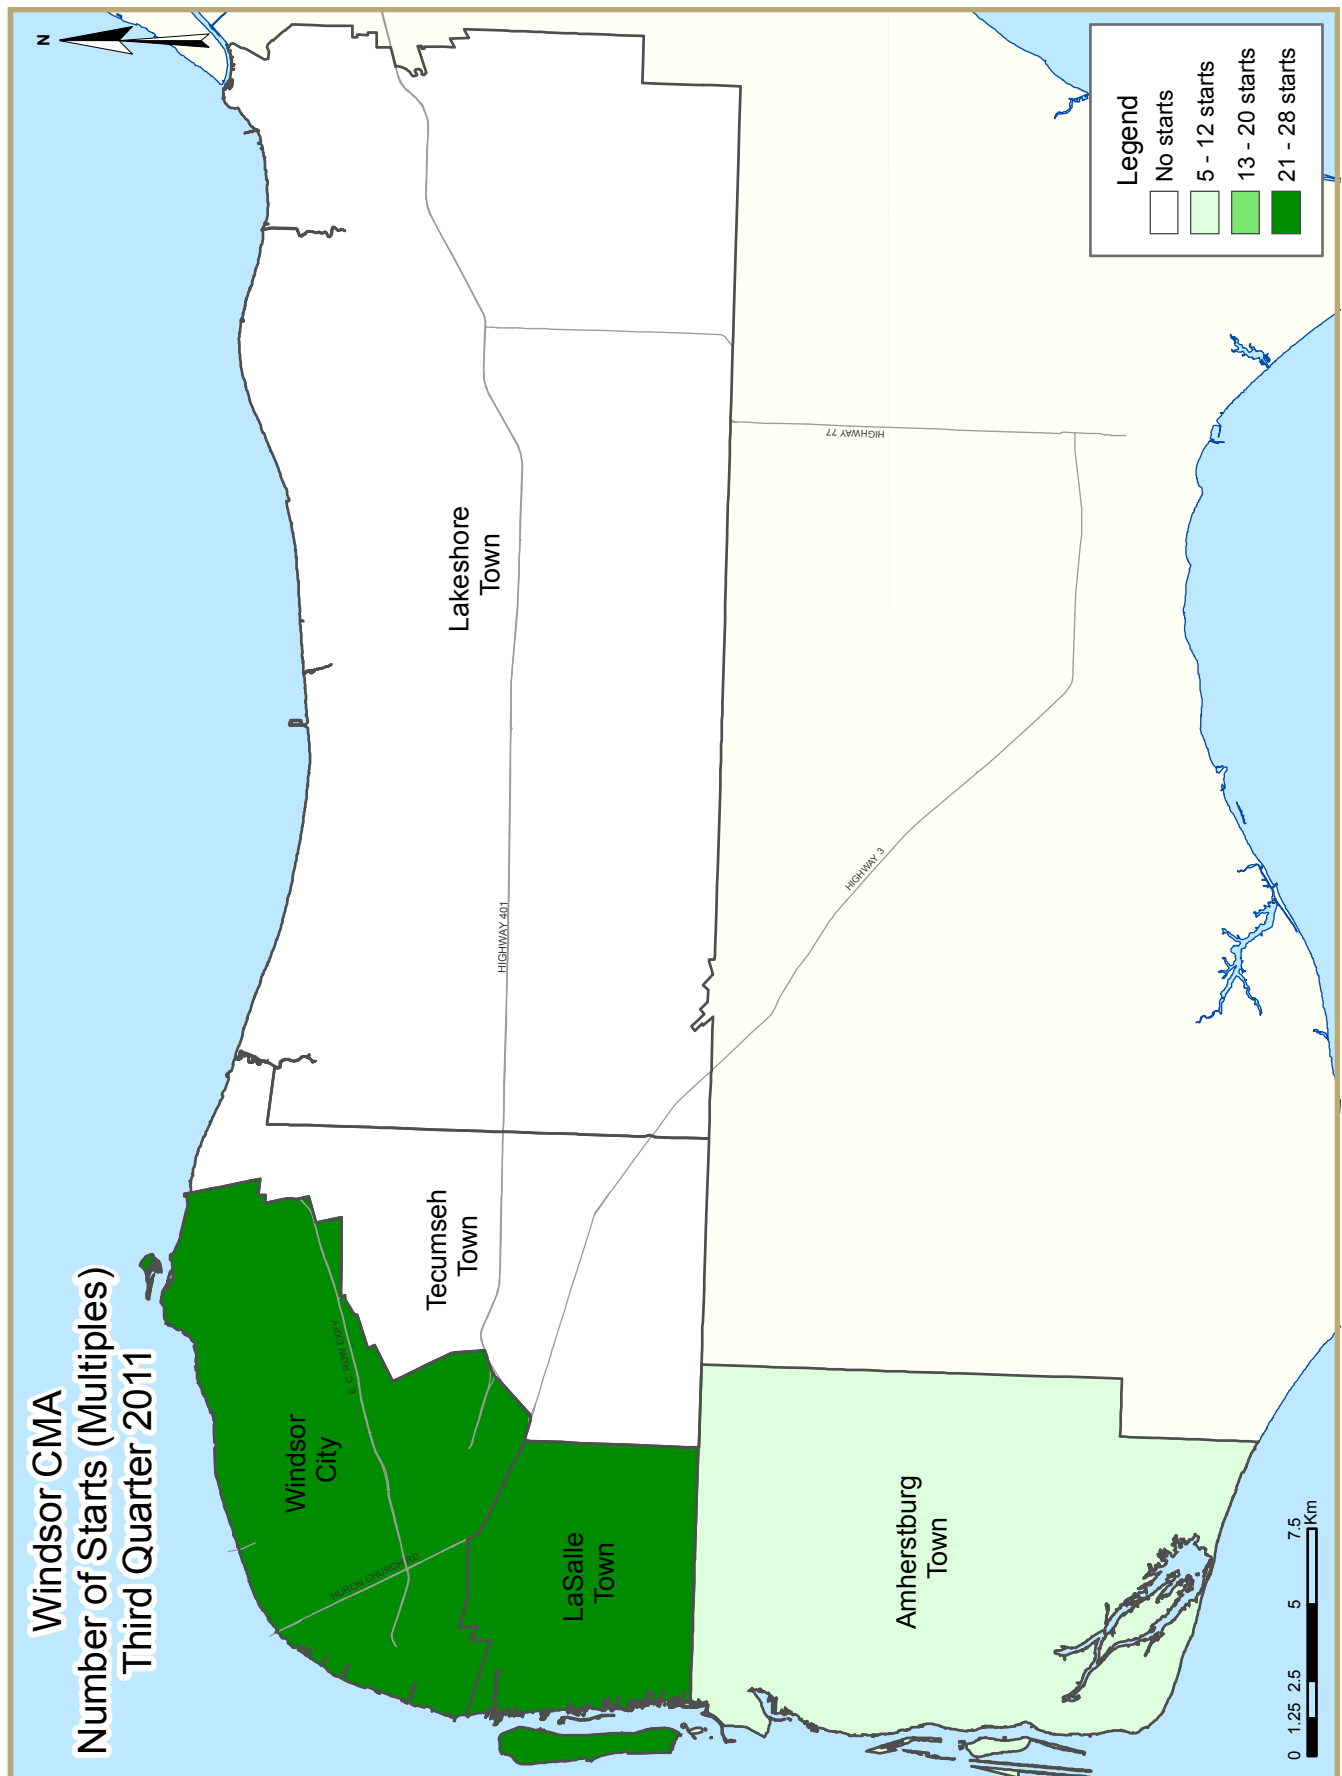 Windsor CMA
Number of Starts (Multiples)
Third Quarter 2011
N
Windsor
City
E. C. ROW EXPY
HURON CHURCH RD
LaSalle
Town
Tecumseh
Town
Lakeshore
Town
HIGHWAY 401
HIGHWAY 3
HIGHWAY 77
Amherstburg
Town
Legend
No starts
5 - 12 starts
13 - 20 starts
21 - 28 starts
0 1.25 2.5 5 7.5
Km